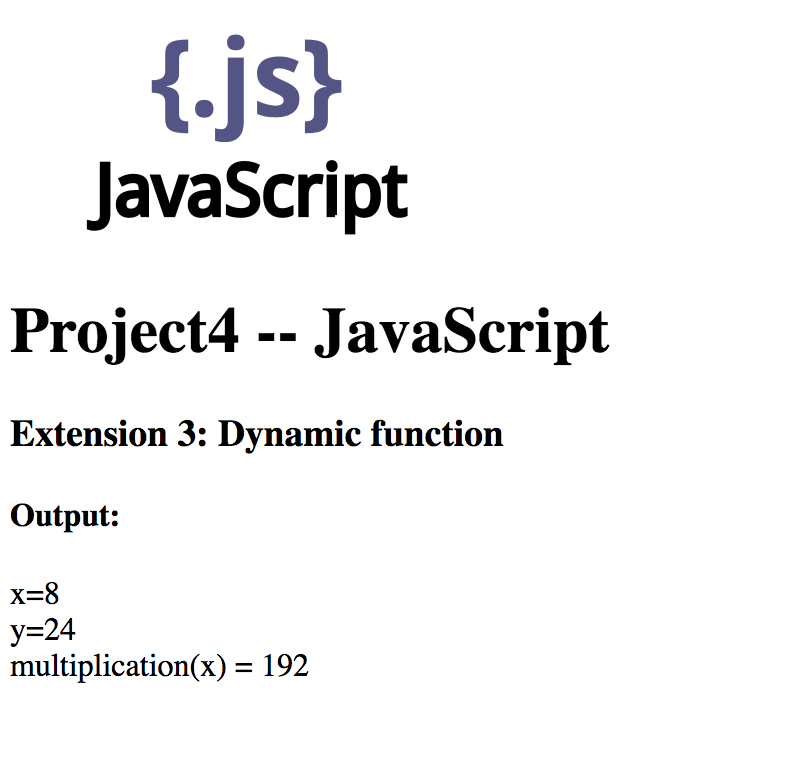 {.js}
JavaScript
Project4 -- JavaScript
Extension 3: Dynamic function
Output:
x=8
y=24
multiplication(x) = 192